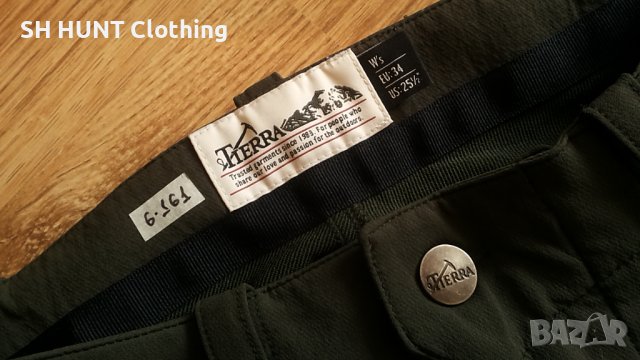 SH HUNT Clothing
W's
EU: 34
US: 25½"
TIERRA
Trusted garments since 1983. For people who
share our love and passion for the outdoors.
6-161
TIERRA
BAZAR